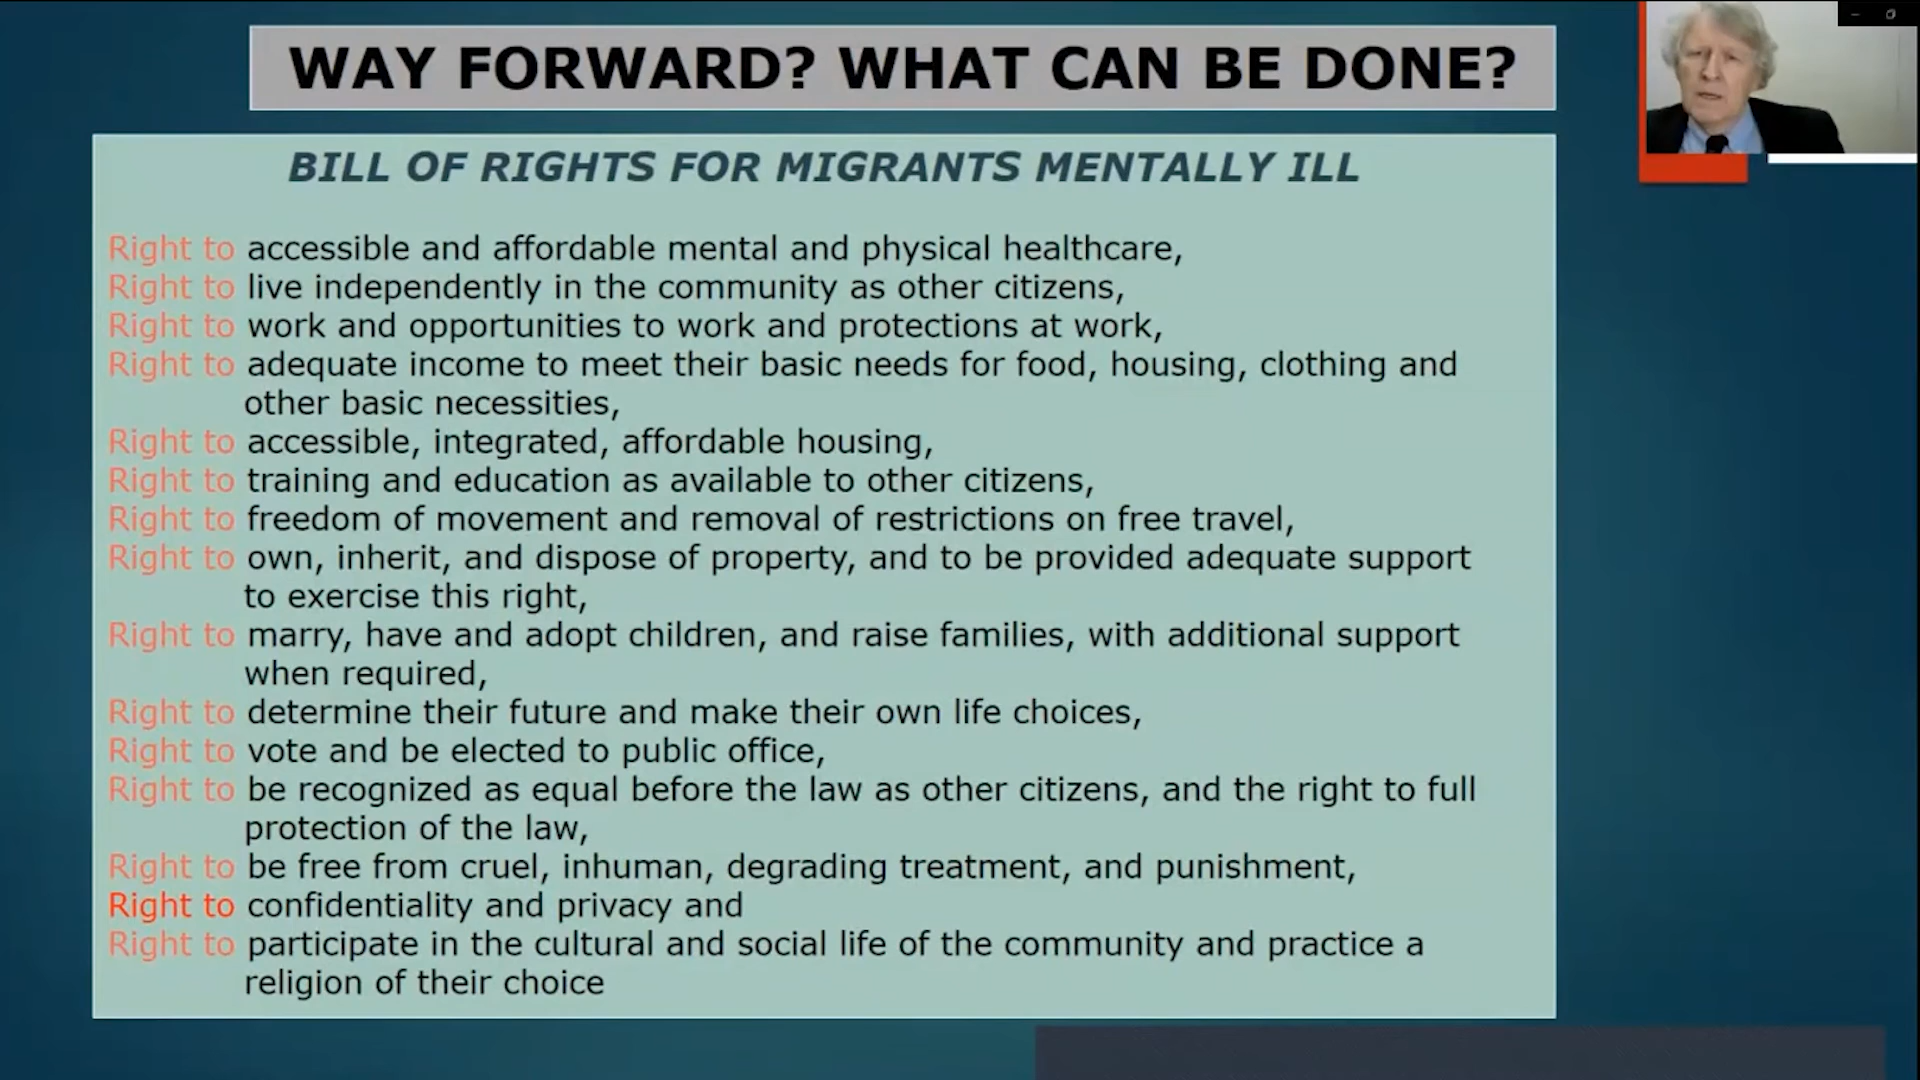 WAY FORWARD? WHAT CAN BE DONE?
BILL OF RIGHTS FOR MIGRANTS MENTALLY ILL
Right to accessible and affordable mental and physical healthcare,
Right to live independently in the community as other citizens,
Right to work and opportunities to work and protections at work,
Right to adequate income to meet their basic needs for food, housing, clothing and
other basic necessities,
Right to accessible, integrated, affordable housing,
Right to training and education as available to other citizens,
Right to freedom of movement and removal of restrictions on free travel,
Right to own, inherit, and dispose of property, and to be provided adequate support
to exercise this right,
Right to marry, have and adopt children, and raise families, with additional support
when required,
Right to determine their future and make their own life choices,
Right to vote and be elected to public office,
Right to be recognized as equal before the law as other citizens, and the right to full
protection of the law,
Right to be free from cruel, inhuman, degrading treatment, and punishment,
Right to confidentiality and privacy and
Right to participate in the cultural and social life of the community and practice a
religion of their choice